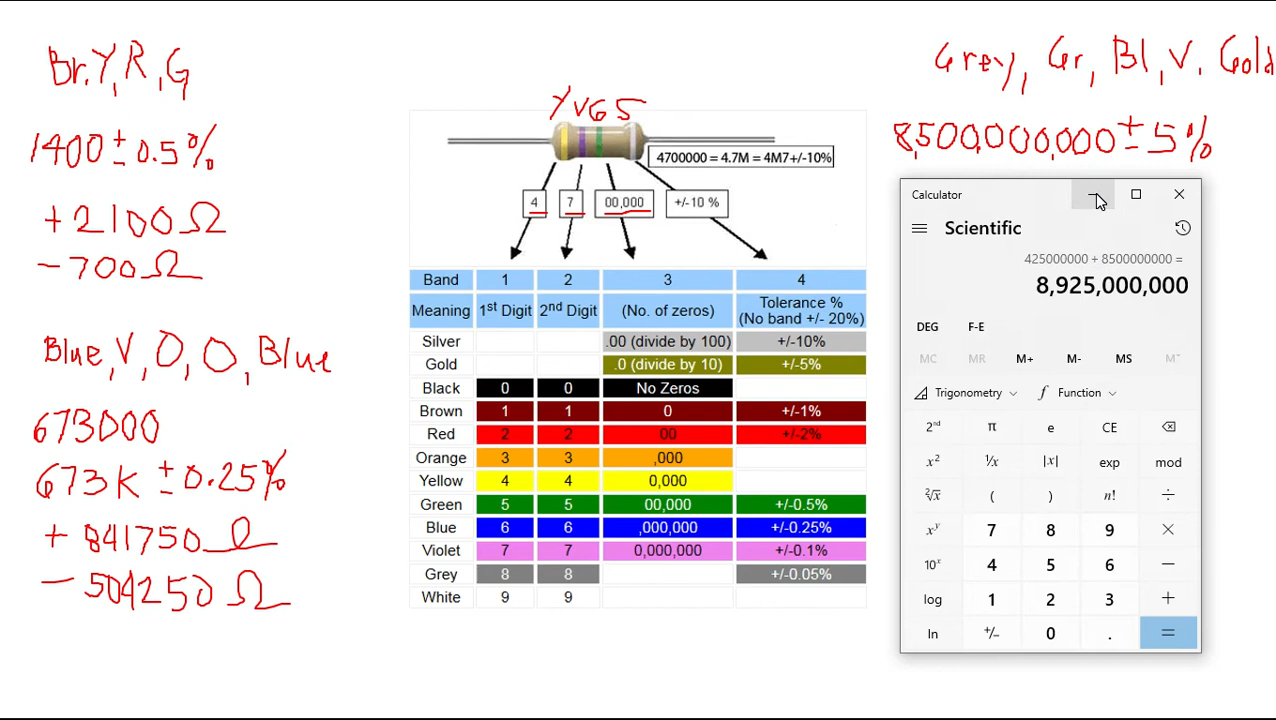 Br,Y,R,G
1400 ± 0.5%
+2100Ω
-700Ω
Blue,V,O,O,Blue
673000
673K ± 0.25%
+ 841750Ω
- 504250Ω
YVG5
4700000 = 4.7M = 4M7+/-10%
4 7 00,000 +/-10 %
Band 1 2 3 4
Meaning 1st Digit 2nd Digit (No. of zeros) Tolerance % (No band +/- 20%)
Silver .00 (divide by 100) +/-10%
Gold .0 (divide by 10) +/-5%
Black 0 0 No Zeros
Brown 1 1 0 +/-1%
Red 2 2 00 +/-2%
Orange 3 3 ,000
Yellow 4 4 0,000
Green 5 5 00,000 +/-0.5%
Blue 6 6 ,000,000 +/-0.25%
Violet 7 7 0,000,000 +/-0.1%
Grey 8 8 +/-0.05%
White 9 9
Grey, Gr, Bl, V, Gold
8,500,000,000 ± 5%
Calculator
Scientific
425000000 + 8500000000 =
8,925,000,000
DEG F-E
MC MR M+ M- MS M˅
Trigonometry f Function
2ⁿᵈ π e CE
x² ¹/x |x| exp mod
²√x ( ) n! ÷
xʸ 7 8 9 ×
10ˣ 4 5 6 −
log 1 2 3 +
ln +/− 0 . =